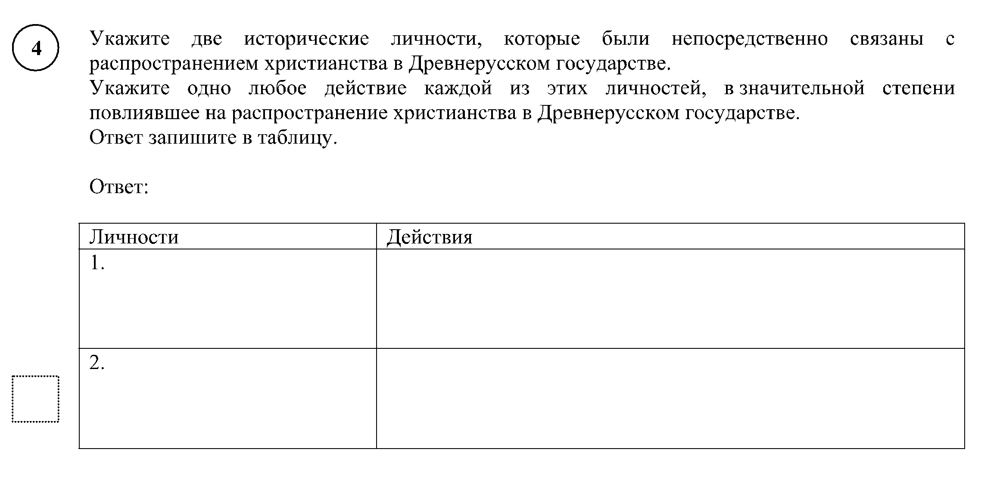 4
Укажите две исторические личности, которые были непосредственно связаны с
распространением христианства в Древнерусском государстве.
Укажите одно любое действие каждой из этих личностей, в значительной степени
повлиявшее на распространение христианства в Древнерусском государстве.
Ответ запишите в таблицу.
Ответ:
Личности Действия
1.
2.